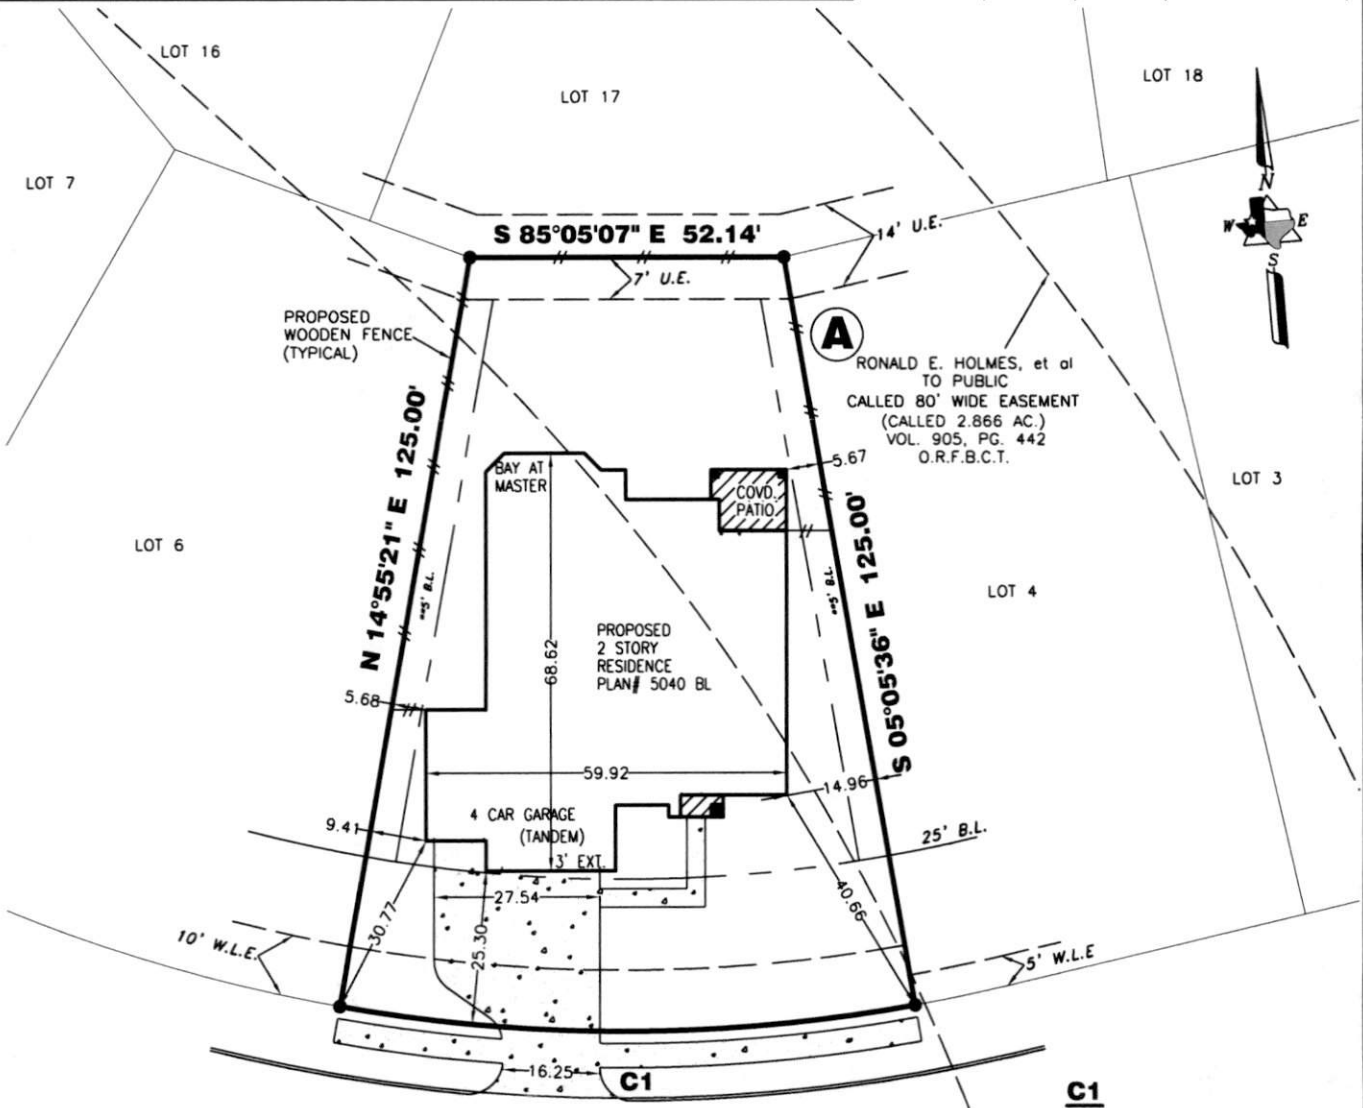 LOT 16
LOT 17
LOT 18
LOT 7
N
W
E
S
S 85°05'07" E 52.14'
14' U.E.
7' U.E.
PROPOSED
WOODEN FENCE
(TYPICAL)
A
RONALD E. HOLMES, et al
TO PUBLIC
CALLED 80' WIDE EASEMENT
(CALLED 2.866 AC.)
VOL. 905, PG. 442
O.R.F.B.C.T.
N 14°55'21" E 125.00'
BAY AT
MASTER
COVD.
PATIO
5.67
LOT 3
LOT 6
S 05°05'36" E 125.00'
**5' B.L.
**5' B.L.
LOT 4
68.62
PROPOSED
2 STORY
RESIDENCE
PLAN# 5040 BL
5.68
59.92
14.96
4 CAR GARAGE
(TANDEM)
9.41
3' EXT.
25' B.L.
27.54
30.77
25.30
40.66
10' W.L.E.
5' W.L.E
16.25
C1
C1